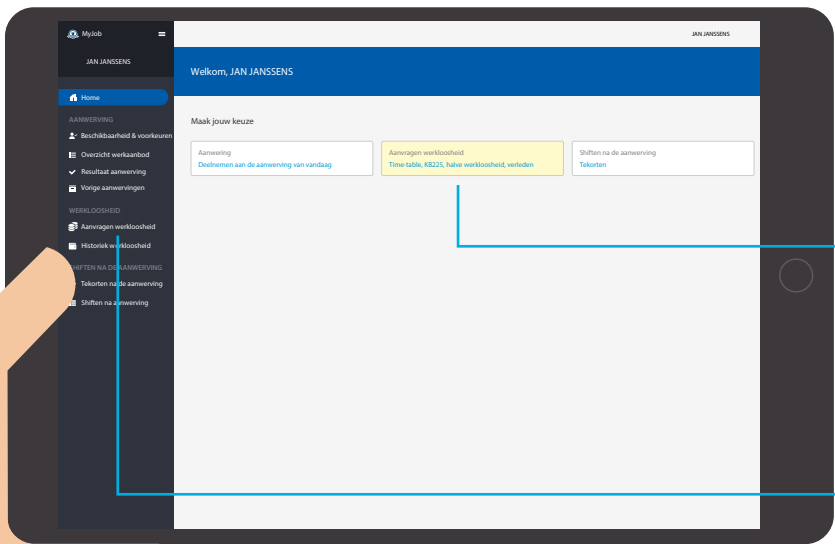 MyJob
JAN JANSSENS
JAN JANSSENS
Welkom, JAN JANSSENS
Home
AANWERVING
Beschikbaarheid & voorkeuren
Overzicht werkaanbod
Resultaat aanwerving
Vorige aanwervingen
WERKLOOSHEID
Aanvragen werkloosheid
Historiek werkloosheid
SHIFTEN NA DE AANWERVING
Tekorten na de aanwerving
Shiften na aanwerving
Maak jouw keuze
Aanwering
Deelnemen aan de aanwerving van vandaag
Aanvragen werkloosheid
Time-table, KB225, halve werkloosheid, verleden
Shiften na de aanwerving
Tekorten